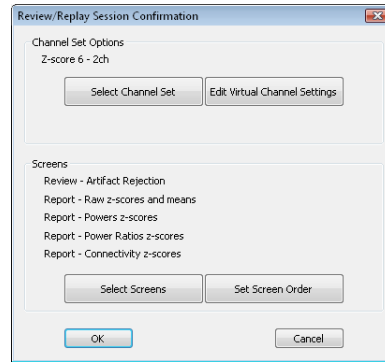 Review/Replay Session Confirmation
Channel Set Options
Z-score 6 - 2ch
Select Channel Set
Edit Virtual Channel Settings
Screens
Review - Artifact Rejection
Report - Raw z-scores and means
Report - Powers z-scores
Report - Power Ratios z-scores
Report - Connectivity z-scores
Select Screens
Set Screen Order
OK
Cancel